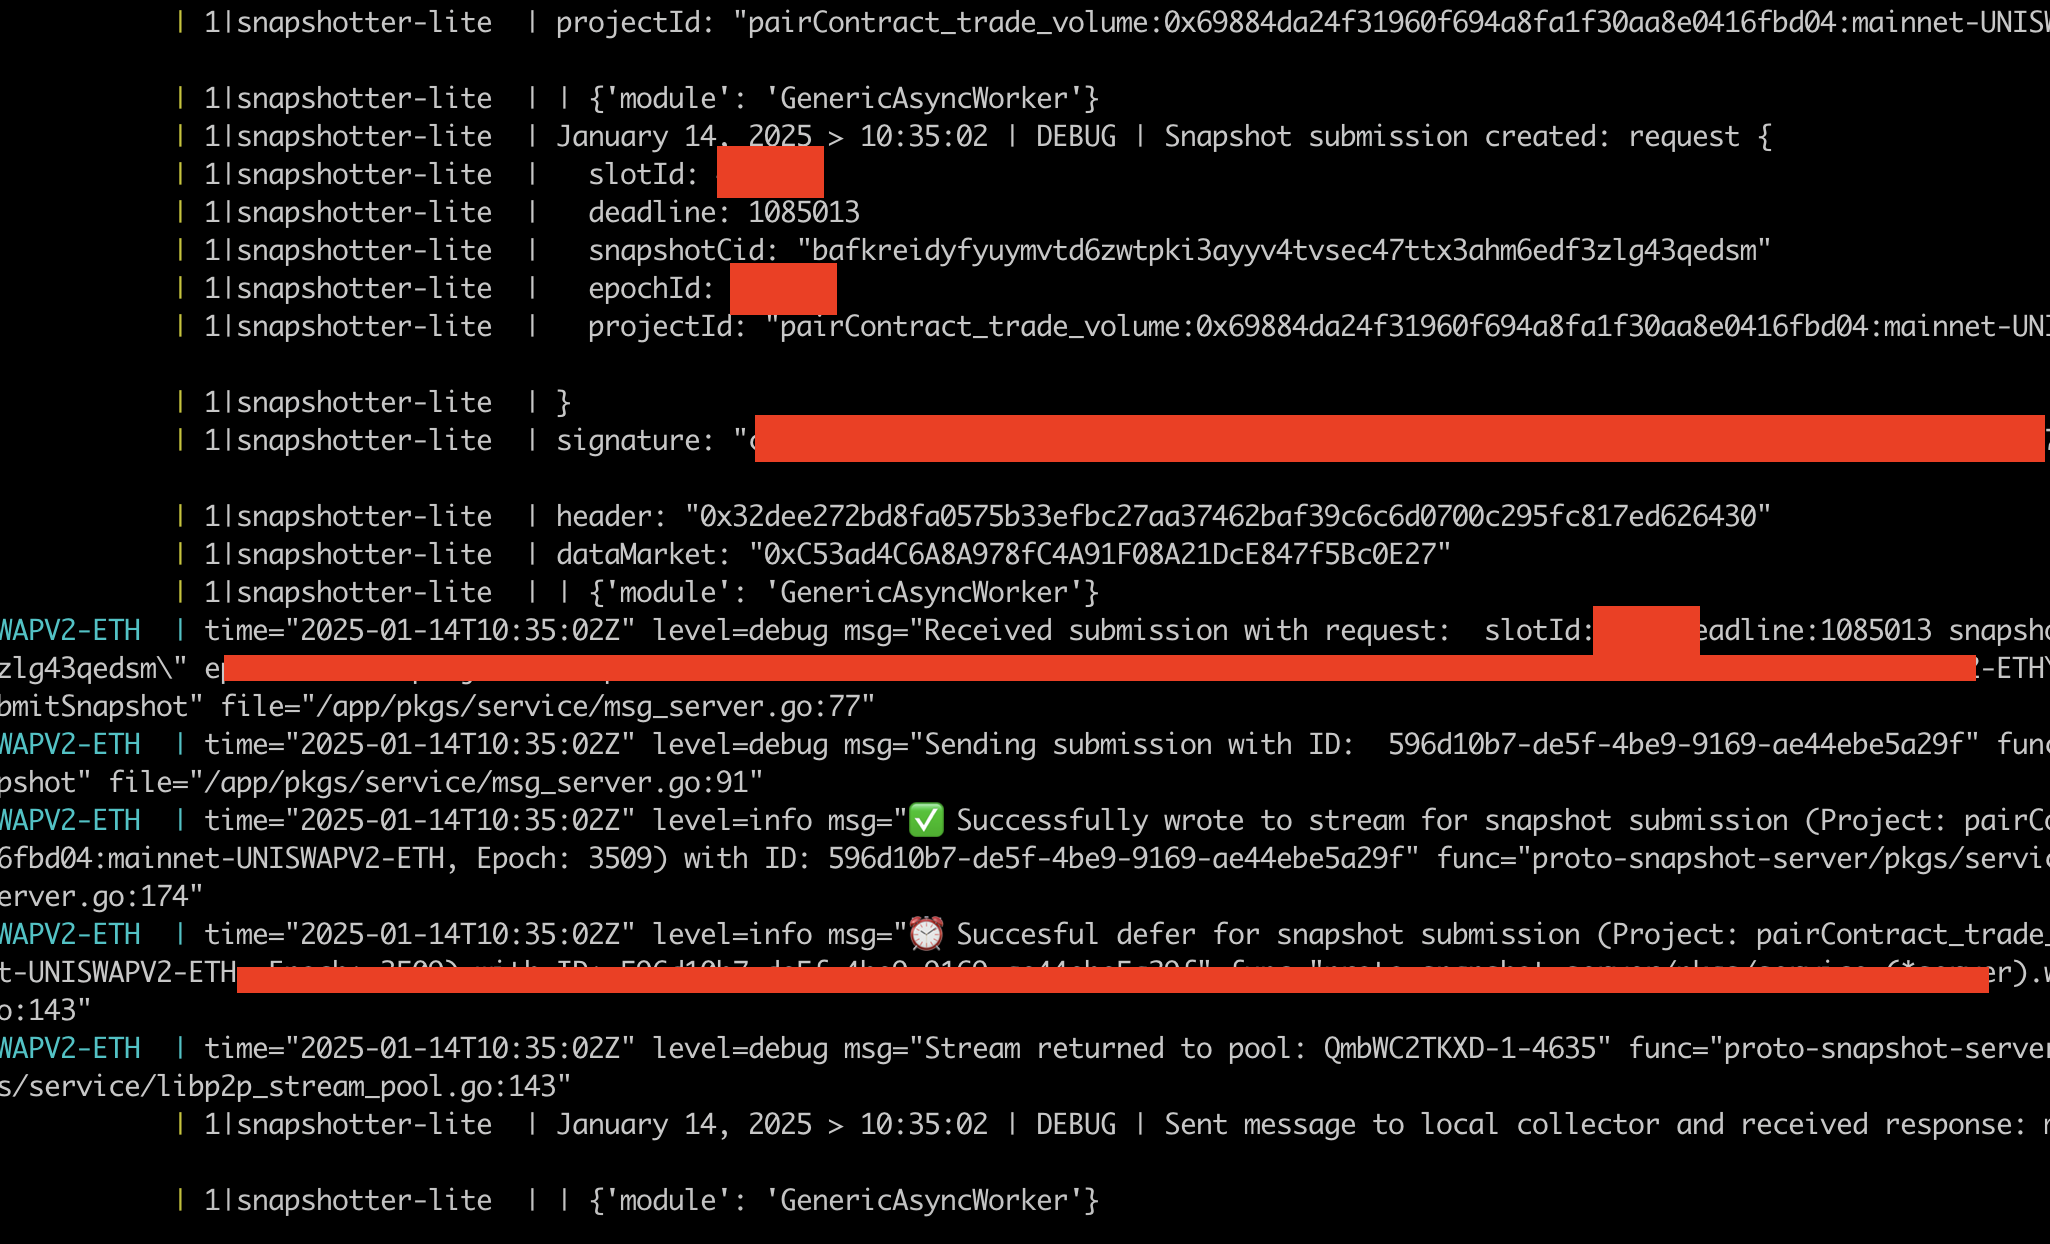 | 1|snapshotter-lite | projectId: "pairContract_trade_volume:0x69884da24f31960f694a8fa1f30aa8e0416fbd04:mainnet-UNISW
| 1|snapshotter-lite | | {'module': 'GenericAsyncWorker'}
| 1|snapshotter-lite | January 14, 2025 > 10:35:02 | DEBUG | Snapshot submission created: request {
| 1|snapshotter-lite | slotId:
| 1|snapshotter-lite | deadline: 1085013
| 1|snapshotter-lite | snapshotCid: "bafkreidyfyuymvtd6zwtpki3ayyv4tvsec47ttx3ahm6edf3zlg43qedsm"
| 1|snapshotter-lite | epochId:
| 1|snapshotter-lite | projectId: "pairContract_trade_volume:0x69884da24f31960f694a8fa1f30aa8e0416fbd04:mainnet-UNI
| 1|snapshotter-lite | }
| 1|snapshotter-lite | signature: "
| 1|snapshotter-lite | header: "0x32dee272bd8fa0575b33efbc27aa37462baf39c6c6d0700c295fc817ed626430"
| 1|snapshotter-lite | dataMarket: "0xC53ad4C6A8A978fC4A91F08A21DcE847f5Bc0E27"
| 1|snapshotter-lite | | {'module': 'GenericAsyncWorker'}
WAPV2-ETH | time="2025-01-14T10:35:02Z" level=debug msg="Received submission with request: slotId: eadline:1085013 snapsho
zlg43qedsm\" e -ETH\
bmitSnapshot" file="/app/pkgs/service/msg_server.go:77"
WAPV2-ETH | time="2025-01-14T10:35:02Z" level=debug msg="Sending submission with ID: 596d10b7-de5f-4be9-9169-ae44ebe5a29f" func
pshot" file="/app/pkgs/service/msg_server.go:91"
WAPV2-ETH | time="2025-01-14T10:35:02Z" level=info msg="✅ Successfully wrote to stream for snapshot submission (Project: pairCo
6fbd04:mainnet-UNISWAPV2-ETH, Epoch: 3509) with ID: 596d10b7-de5f-4be9-9169-ae44ebe5a29f" func="proto-snapshot-server/pkgs/servic
erver.go:174"
WAPV2-ETH | time="2025-01-14T10:35:02Z" level=info msg="⏰ Succesful defer for snapshot submission (Project: pairContract_trade_
t-UNISWAPV2-ETH er).w
o:143"
WAPV2-ETH | time="2025-01-14T10:35:02Z" level=debug msg="Stream returned to pool: QmbWC2TKXD-1-4635" func="proto-snapshot-server
s/service/libp2p_stream_pool.go:143"
| 1|snapshotter-lite | January 14, 2025 > 10:35:02 | DEBUG | Sent message to local collector and received response: m
| 1|snapshotter-lite | | {'module': 'GenericAsyncWorker'}